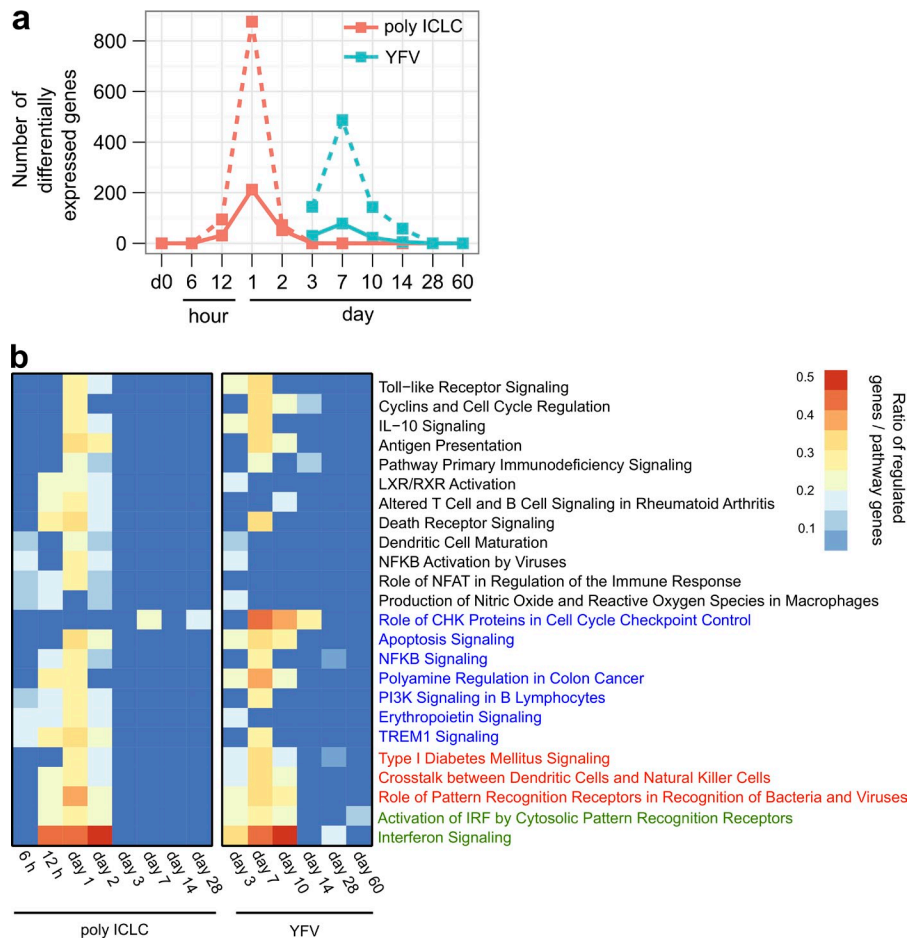 a
Number of
differentially
expressed genes
800
600
400
200
0
poly ICLC
YFV
d0 6 12 1 2 3 7 10 14 28 60
hour day
b
Toll−like Receptor Signaling
Cyclins and Cell Cycle Regulation
IL−10 Signaling
Antigen Presentation
Pathway Primary Immunodeficiency Signaling
LXR/RXR Activation
Altered T Cell and B Cell Signaling in Rheumatoid Arthritis
Death Receptor Signaling
Dendritic Cell Maturation
NFKB Activation by Viruses
Role of NFAT in Regulation of the Immune Response
Production of Nitric Oxide and Reactive Oxygen Species in Macrophages
Role of CHK Proteins in Cell Cycle Checkpoint Control
Apoptosis Signaling
NFKB Signaling
Polyamine Regulation in Colon Cancer
PI3K Signaling in B Lymphocytes
Erythropoietin Signaling
TREM1 Signaling
Type I Diabetes Mellitus Signaling
Crosstalk between Dendritic Cells and Natural Killer Cells
Role of Pattern Recognition Receptors in Recognition of Bacteria and Viruses
Activation of IRF by Cytosolic Pattern Recognition Receptors
Interferon Signaling
0.5
0.4
0.3
0.2
0.1
Ratio of regulated
genes / pathway genes
6 h 12 h day 1 day 2 day 3 day 7 day 14 day 28
day 3 day 7 day 10 day 14 day 28 day 60
poly ICLC YFV